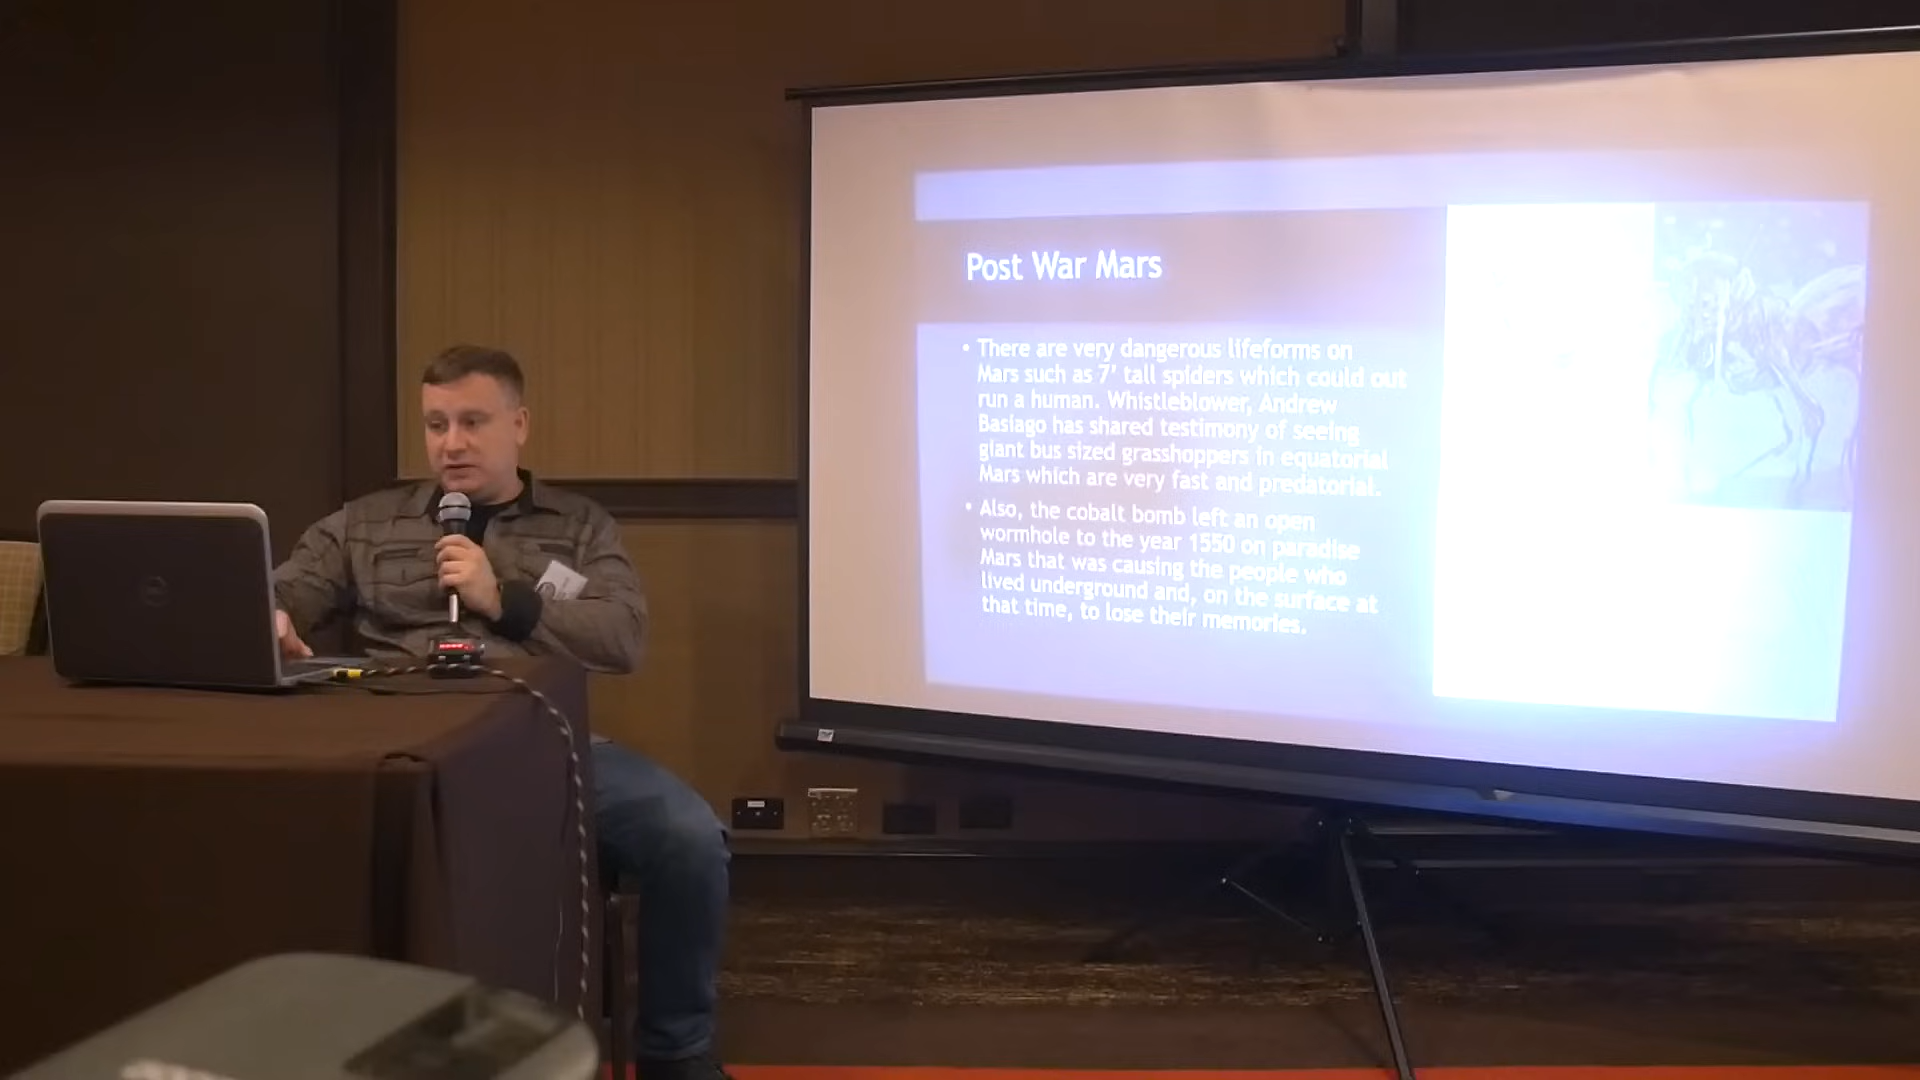 Post War Mars
• There are very dangerous lifeforms on
Mars such as 7' tall spiders which could out
run a human. Whistleblower, Andrew
Basiago has shared testimony of seeing
giant bus sized grasshoppers in equatorial
Mars which are very fast and predatorial.
• Also, the cobalt bomb left an open
wormhole to the year 1550 on paradise
Mars that was causing the people who
lived underground and, on the surface at
that time, to lose their memories.